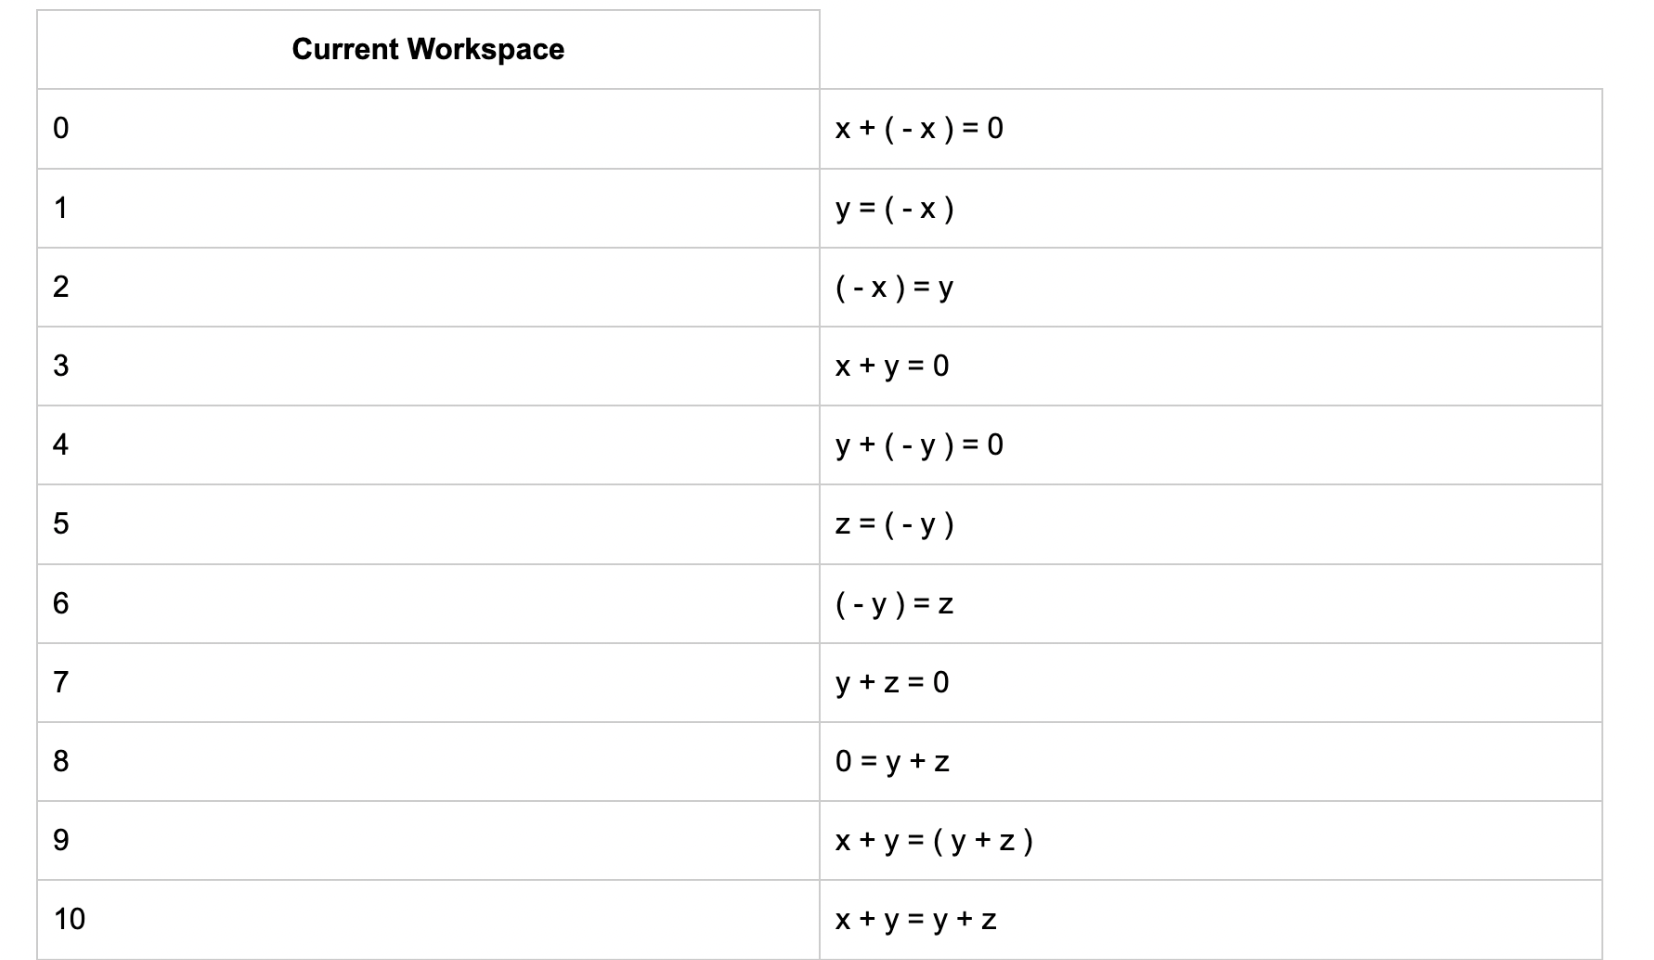 Current Workspace
0 x + ( - x ) = 0
1 y = ( - x )
2 ( - x ) = y
3 x + y = 0
4 y + ( - y ) = 0
5 z = ( - y )
6 ( - y ) = z
7 y + z = 0
8 0 = y + z
9 x + y = ( y + z )
10 x + y = y + z